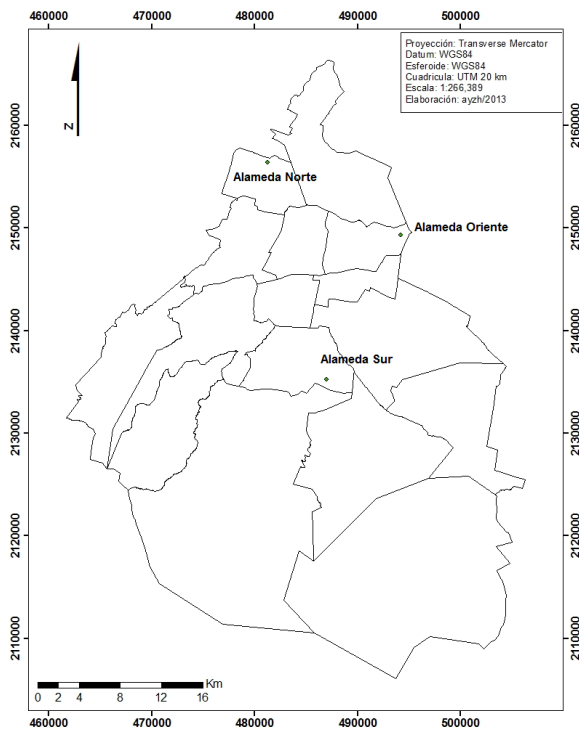 460000 470000 480000 490000 500000
Proyección: Transverse Mercator
Datum: WGS84
Esferoide: WGS84
Cuadricula: UTM 20 km
Escala: 1:266,389
Elaboración: ayzh/2013
N
2160000 2160000
Alameda Norte
2150000 Alameda Oriente 2150000
2140000 2140000
Alameda Sur
2130000 2130000
2120000 2120000
2110000 2110000
Km
0 2 4 8 12 16
460000 470000 480000 490000 500000